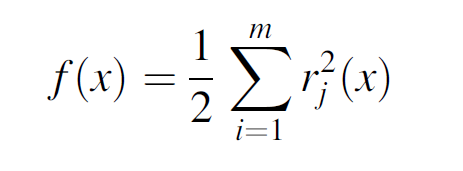 f(x) = \frac{1}{2} \sum_{i=1}^{m} r_j^2(x)